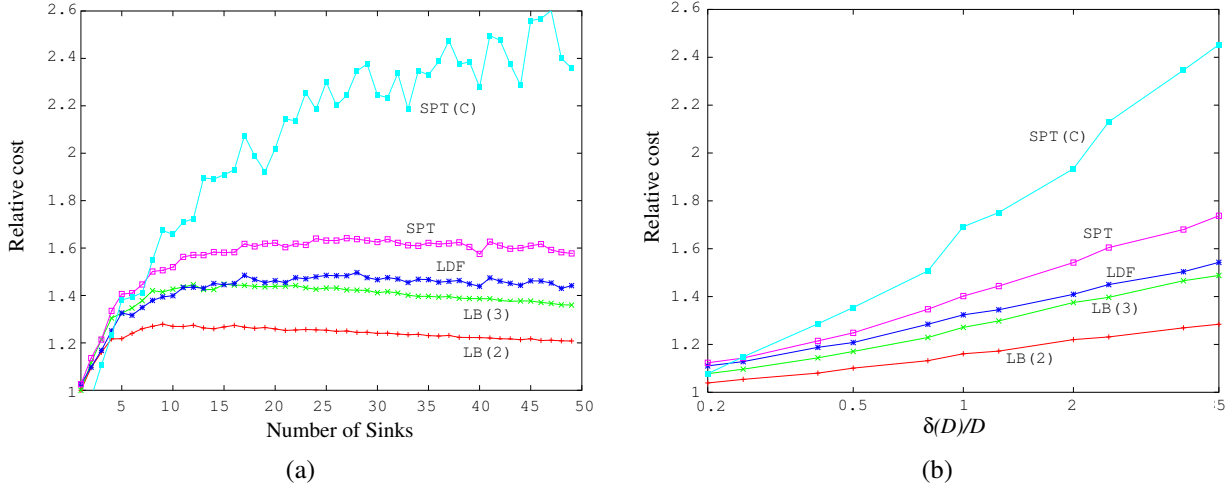 2.6
2.4
2.2
2
1.8
1.6
1.4
1.2
1
Relative cost
SPT(C)
SPT
LDF
LB(3)
LB(2)
5 10 15 20 25 30 35 40 45 50
Number of Sinks
(a)
2.6
2.4
2.2
2
1.8
1.6
1.4
1.2
1
Relative cost
SPT(C)
SPT
LDF
LB(3)
LB(2)
0.2 0.5 1 2
δ(D)/D
(b)